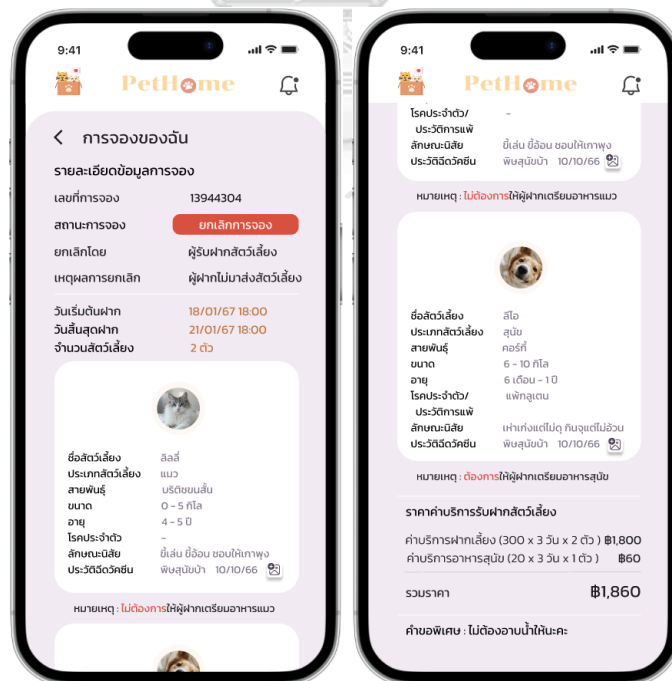 9:41
PetHome
การจองของฉัน
รายละเอียดข้อมูลการจอง
เลขที่การจอง 13944304
สถานะการจอง ยกเลิกการจอง
ยกเลิกโดย ผู้รับฝากสัตว์เลี้ยง
เหตุผลการยกเลิก ผู้ฝากไม่มาส่งสัตว์เลี้ยง
วันเริ่มต้นฝาก 18/01/67 18:00
วันสิ้นสุดฝาก 21/01/67 18:00
จำนวนสัตว์เลี้ยง 2 ตัว
ชื่อสัตว์เลี้ยง ลิลลี่
ประเภทสัตว์เลี้ยง แมว
สายพันธุ์ บริติชขนสั้น
ขนาด 0 - 5 กิโล
อายุ 4 - 5 ปี
โรคประจำตัว -
ลักษณะนิสัย ขี้เล่น ขี้อ้อน ชอบให้เกาพุง
ประวัติฉีดวัคซีน พิษสุนัขบ้า 10/10/66
หมายเหตุ : ไม่ต้องการให้ผู้ฝากเตรียมอาหารแมว
9:41
PetHome
โรคประจำตัว/ -
ประวัติการแพ้
ลักษณะนิสัย ขี้เล่น ขี้อ้อน ชอบให้เกาพุง
ประวัติฉีดวัคซีน พิษสุนัขบ้า 10/10/66
หมายเหตุ : ไม่ต้องการให้ผู้ฝากเตรียมอาหารแมว
ชื่อสัตว์เลี้ยง ลีโอ
ประเภทสัตว์เลี้ยง สุนัข
สายพันธุ์ คอร์กี้
ขนาด 6 - 10 กิโล
อายุ 6 เดือน - 1 ปี
โรคประจำตัว/ แพ้กลูเตน
ประวัติการแพ้
ลักษณะนิสัย เห่าเก่งแต่ไม่ดุ กินจุแต่ไม่อ้วน
ประวัติฉีดวัคซีน พิษสุนัขบ้า 10/10/66
หมายเหตุ : ต้องการให้ผู้ฝากเตรียมอาหารสุนัข
ราคาค่าบริการรับฝากสัตว์เลี้ยง
ค่าบริการฝากเลี้ยง (300 x 3 วัน x 2 ตัว ) ฿1,800
ค่าบริการอาหารสุนัข (20 x 3 วัน x 1 ตัว ) ฿60
รวมราคา ฿1,860
คำขอพิเศษ : ไม่ต้องอาบน้ำให้นะคะ